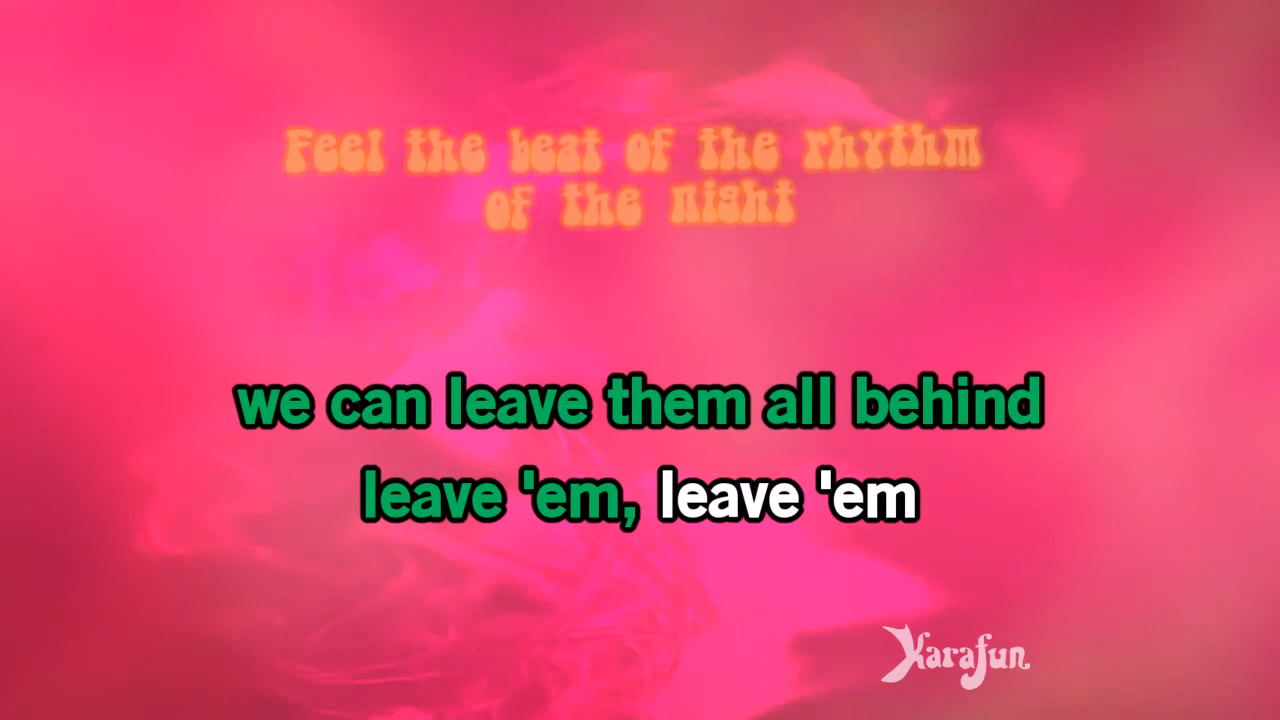 Feel the beat of the rhythm
of the night
we can leave them all behind
leave 'em, leave 'em
Karafun